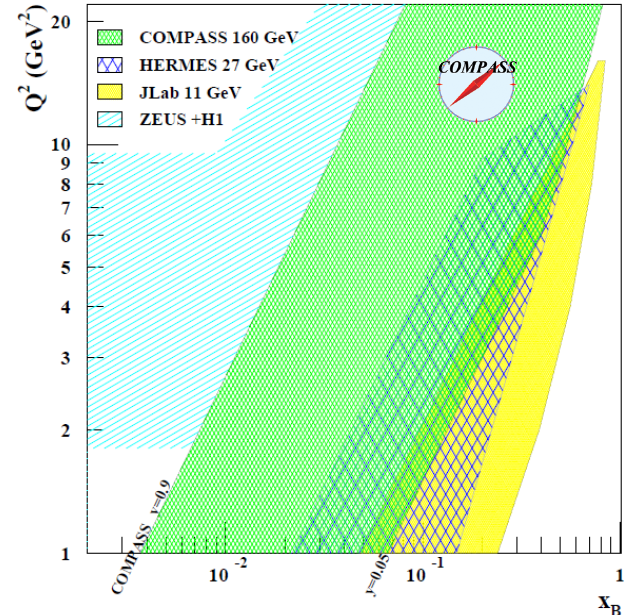 Q² (GeV²)
20
10
9
8
7
6
5
4
3
2
1
COMPASS 160 GeV
HERMES 27 GeV
JLab 11 GeV
ZEUS +H1
COMPASS
COMPASS y=0.9
y=0.05
10⁻²
10⁻¹
1
x_B